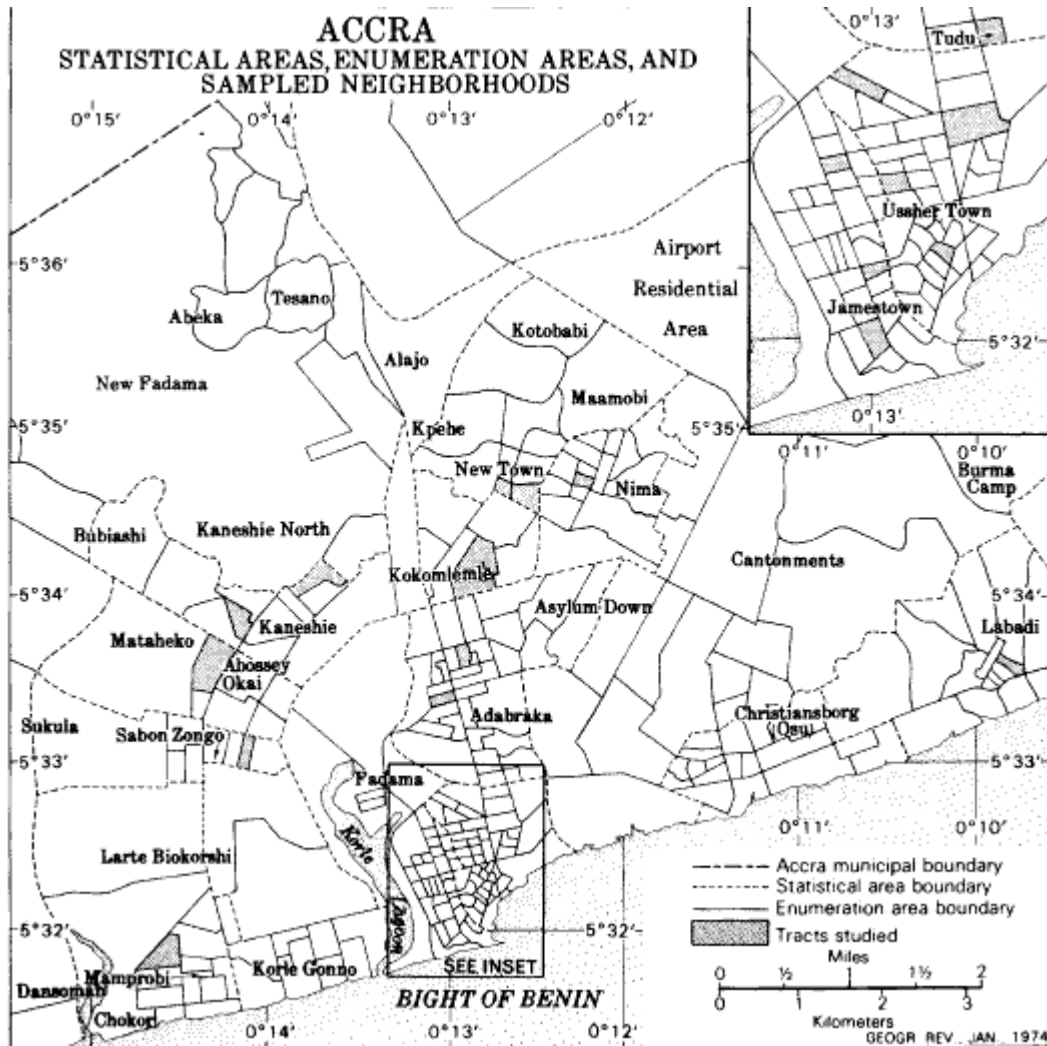 ACCRA
STATISTICAL AREAS, ENUMERATION AREAS, AND
SAMPLED NEIGHBORHOODS
0°15′
0°14′
0°13′
0°12′
0°13′
Tudu
Ussher Town
Jamestown
5°32′
0°13′
5°36′
Airport
Residential
Area
Tesano
Abeka
Kotobabi
Alajo
New Fadama
Maamobi
5°35′
Kpehe
5°35′
0°11′
0°10′
New Town
Nima
Burma
Camp
Bubiashi
Kaneshie North
Cantonments
Kokomlemle
5°34′
Asylum Down
5°34′
Kaneshie
Labadi
Mataheko
Abossey
Okai
Sukula
Sabon Zongo
Adabraka
Christiansborg
(Osu)
5°33′
5°33′
Fadama
Korle
Lagoon
0°11′
0°10′
Larte Biokorshi
Accra municipal boundary
Statistical area boundary
Enumeration area boundary
5°32′
5°32′
Tracts studied
Mamprobi
Korle Gonno
SEE INSET
Miles
0 ½ 1 1½ 2
Dansoman
Chokori
BIGHT OF BENIN
0 1 2 3
Kilometers
0°14′
0°13′
0°12′
GEOGR REV. JAN. 1974